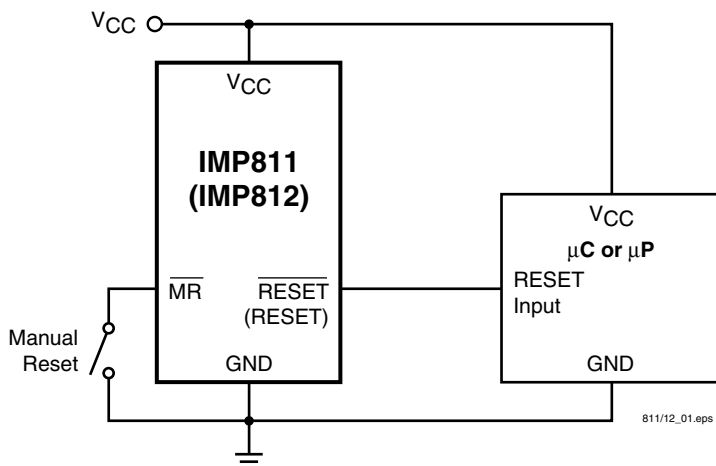 VCC
VCC
IMP811
(IMP812)
VCC
μC or μP
MR
RESET
(RESET)
RESET
Input
Manual
Reset
GND
GND
811/12_01.eps